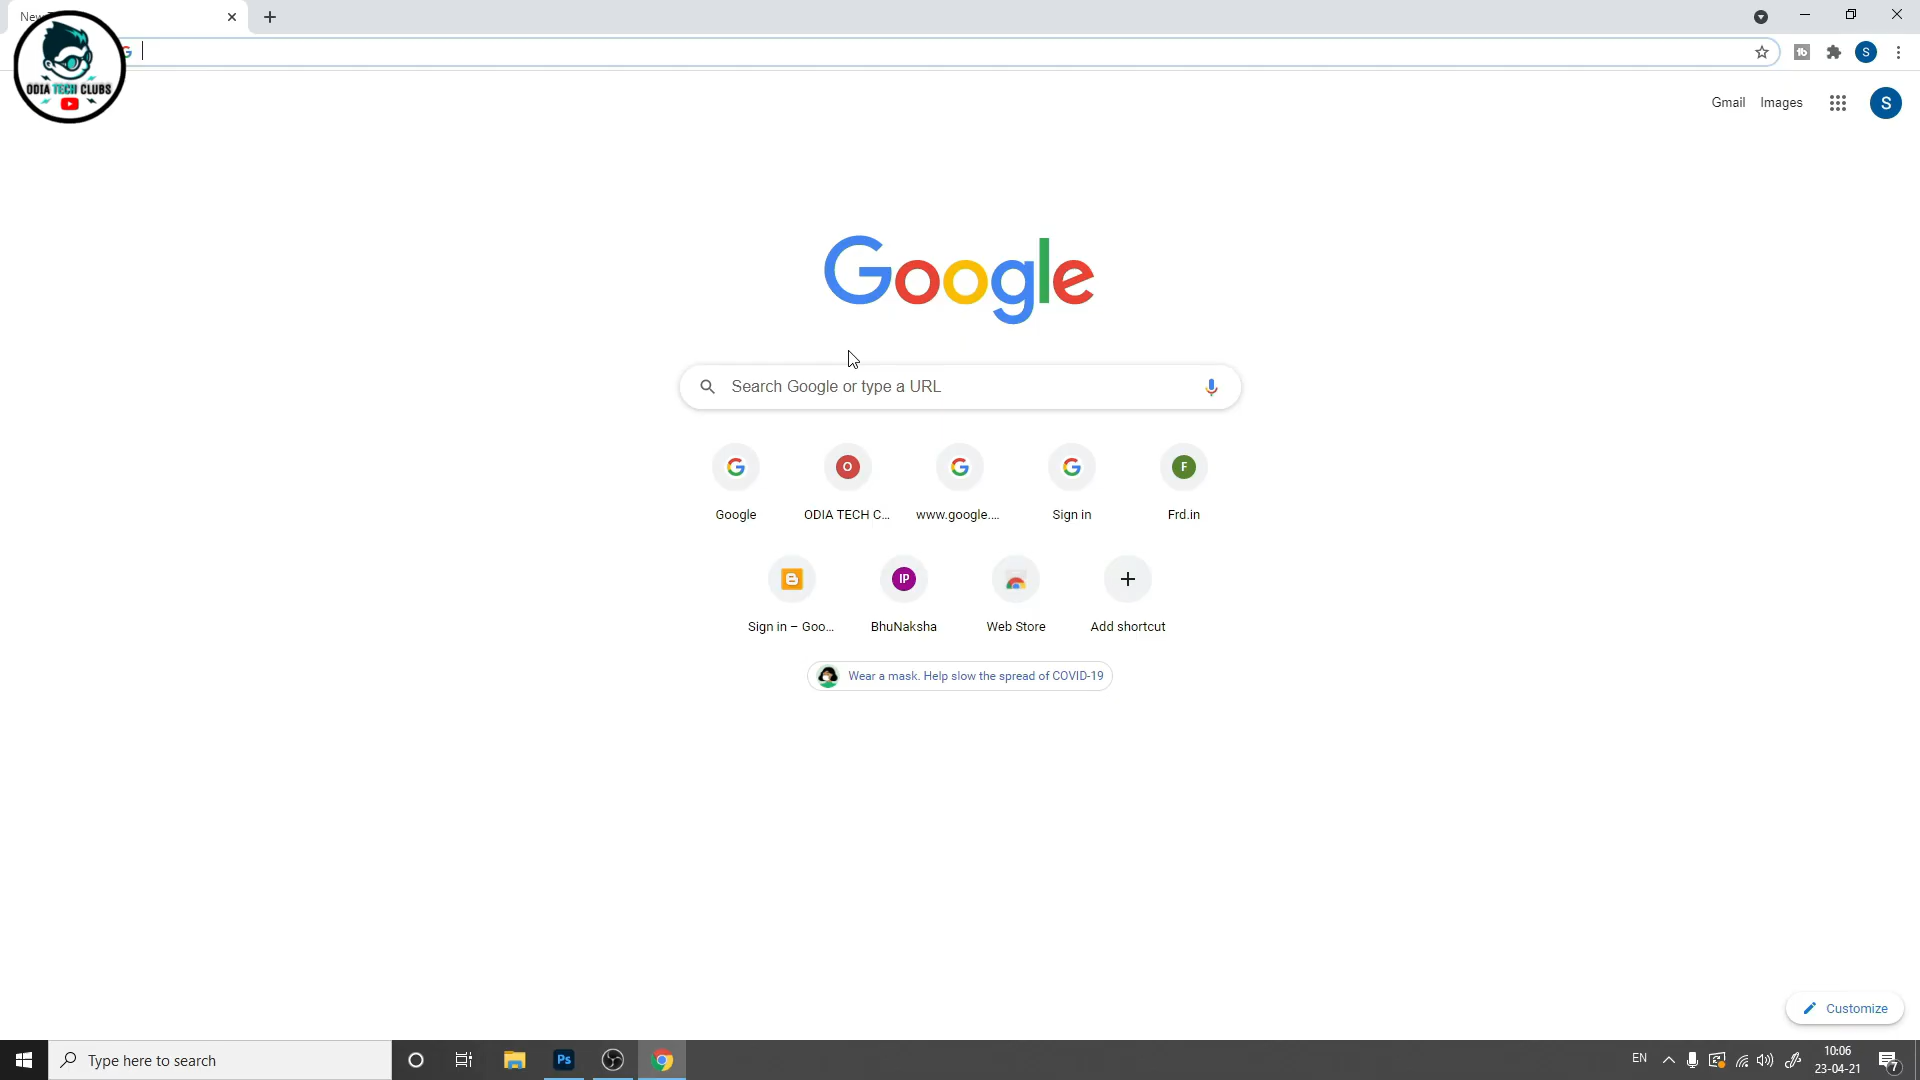 New
ODIA TECH CLUBS
S
Gmail Images
S
Google
Search Google or type a URL
O
F
Google
ODIA TECH C...
www.google....
Sign in
Frd.in
IP
Sign in – Goo...
BhuNaksha
Web Store
Add shortcut
Wear a mask. Help slow the spread of COVID-19
Customize
Type here to search
Ps
EN
10:06
23-04-21
7